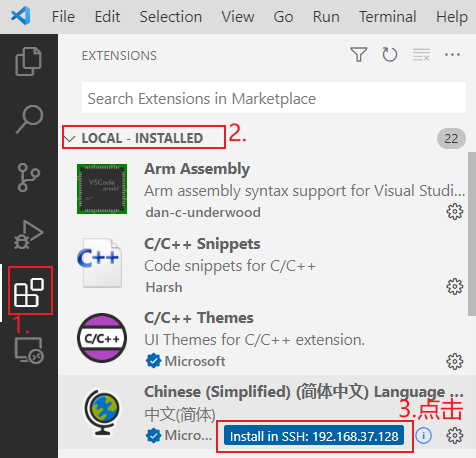 File Edit Selection View Go Run Terminal Help
EXTENSIONS
Search Extensions in Marketplace
LOCAL - INSTALLED 2. 22
Arm Assembly
Arm assembly syntax support for Visual Studi...
dan-c-underwood
C/C++ Snippets
Code snippets for C/C++
Harsh
1.
C/C++ Themes
UI Themes for C/C++ extension.
Microsoft
Chinese (Simplified) (简体中文) Language ...
中文(简体)
3.点击
Micro... Install in SSH: 192.168.37.128
VSCode
C++
C/C++